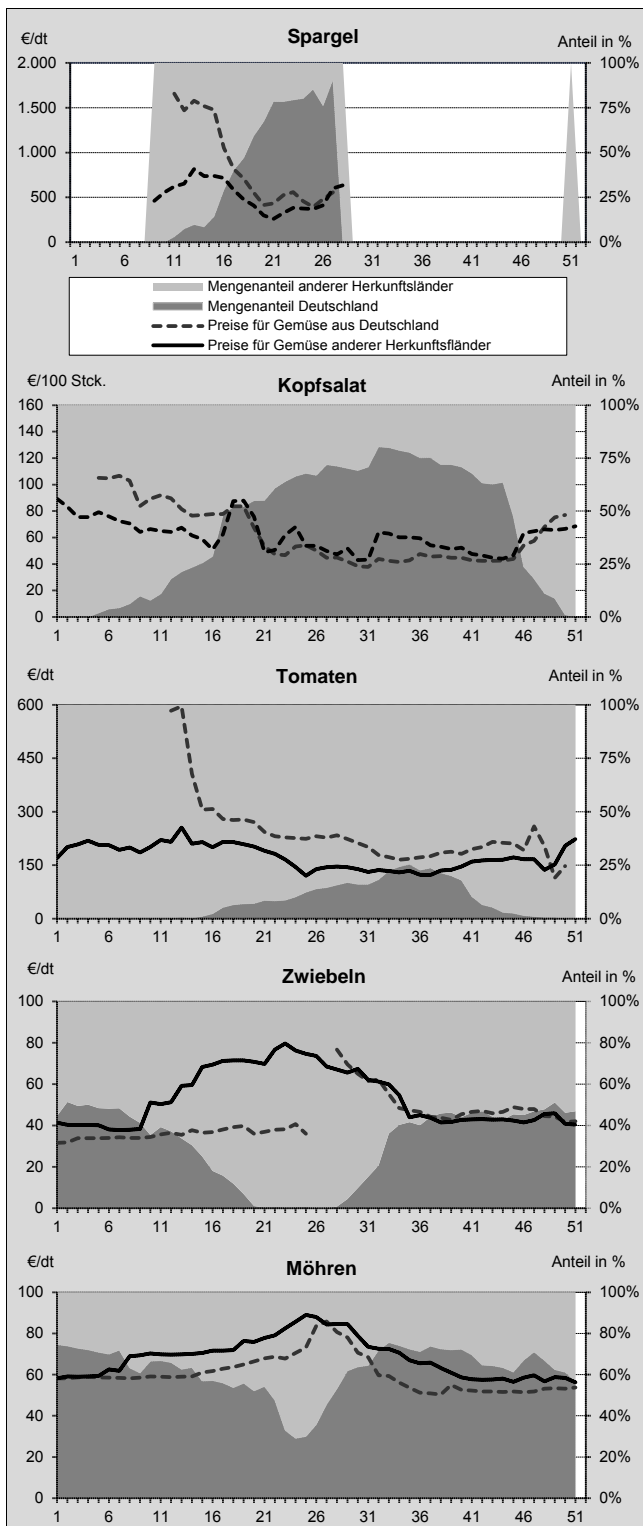 €/dt Spargel Anteil in %
2.000 100%
1.500 75%
1.000 50%
500 25%
0 0%
1 6 11 16 21 26 31 36 41 46 51
Mengenanteil anderer Herkunftsländer
Mengenanteil Deutschland
Preise für Gemüse aus Deutschland
Preise für Gemüse anderer Herkunftsfländer
€/100 Stck. Kopfsalat Anteil in %
160 100%
140
120 75%
100
80 50%
60
40 25%
20
0 0%
1 6 11 16 21 26 31 36 41 46 51
€/dt Tomaten Anteil in %
600 100%
450 75%
300 50%
150 25%
0 0%
1 6 11 16 21 26 31 36 41 46 51
€/dt Zwiebeln Anteil in %
100 100%
80 80%
60 60%
40 40%
20 20%
0 0%
1 6 11 16 21 26 31 36 41 46 51
€/dt Möhren Anteil in %
100 100%
80 80%
60 60%
40 40%
20 20%
0 0%
1 6 11 16 21 26 31 36 41 46 51